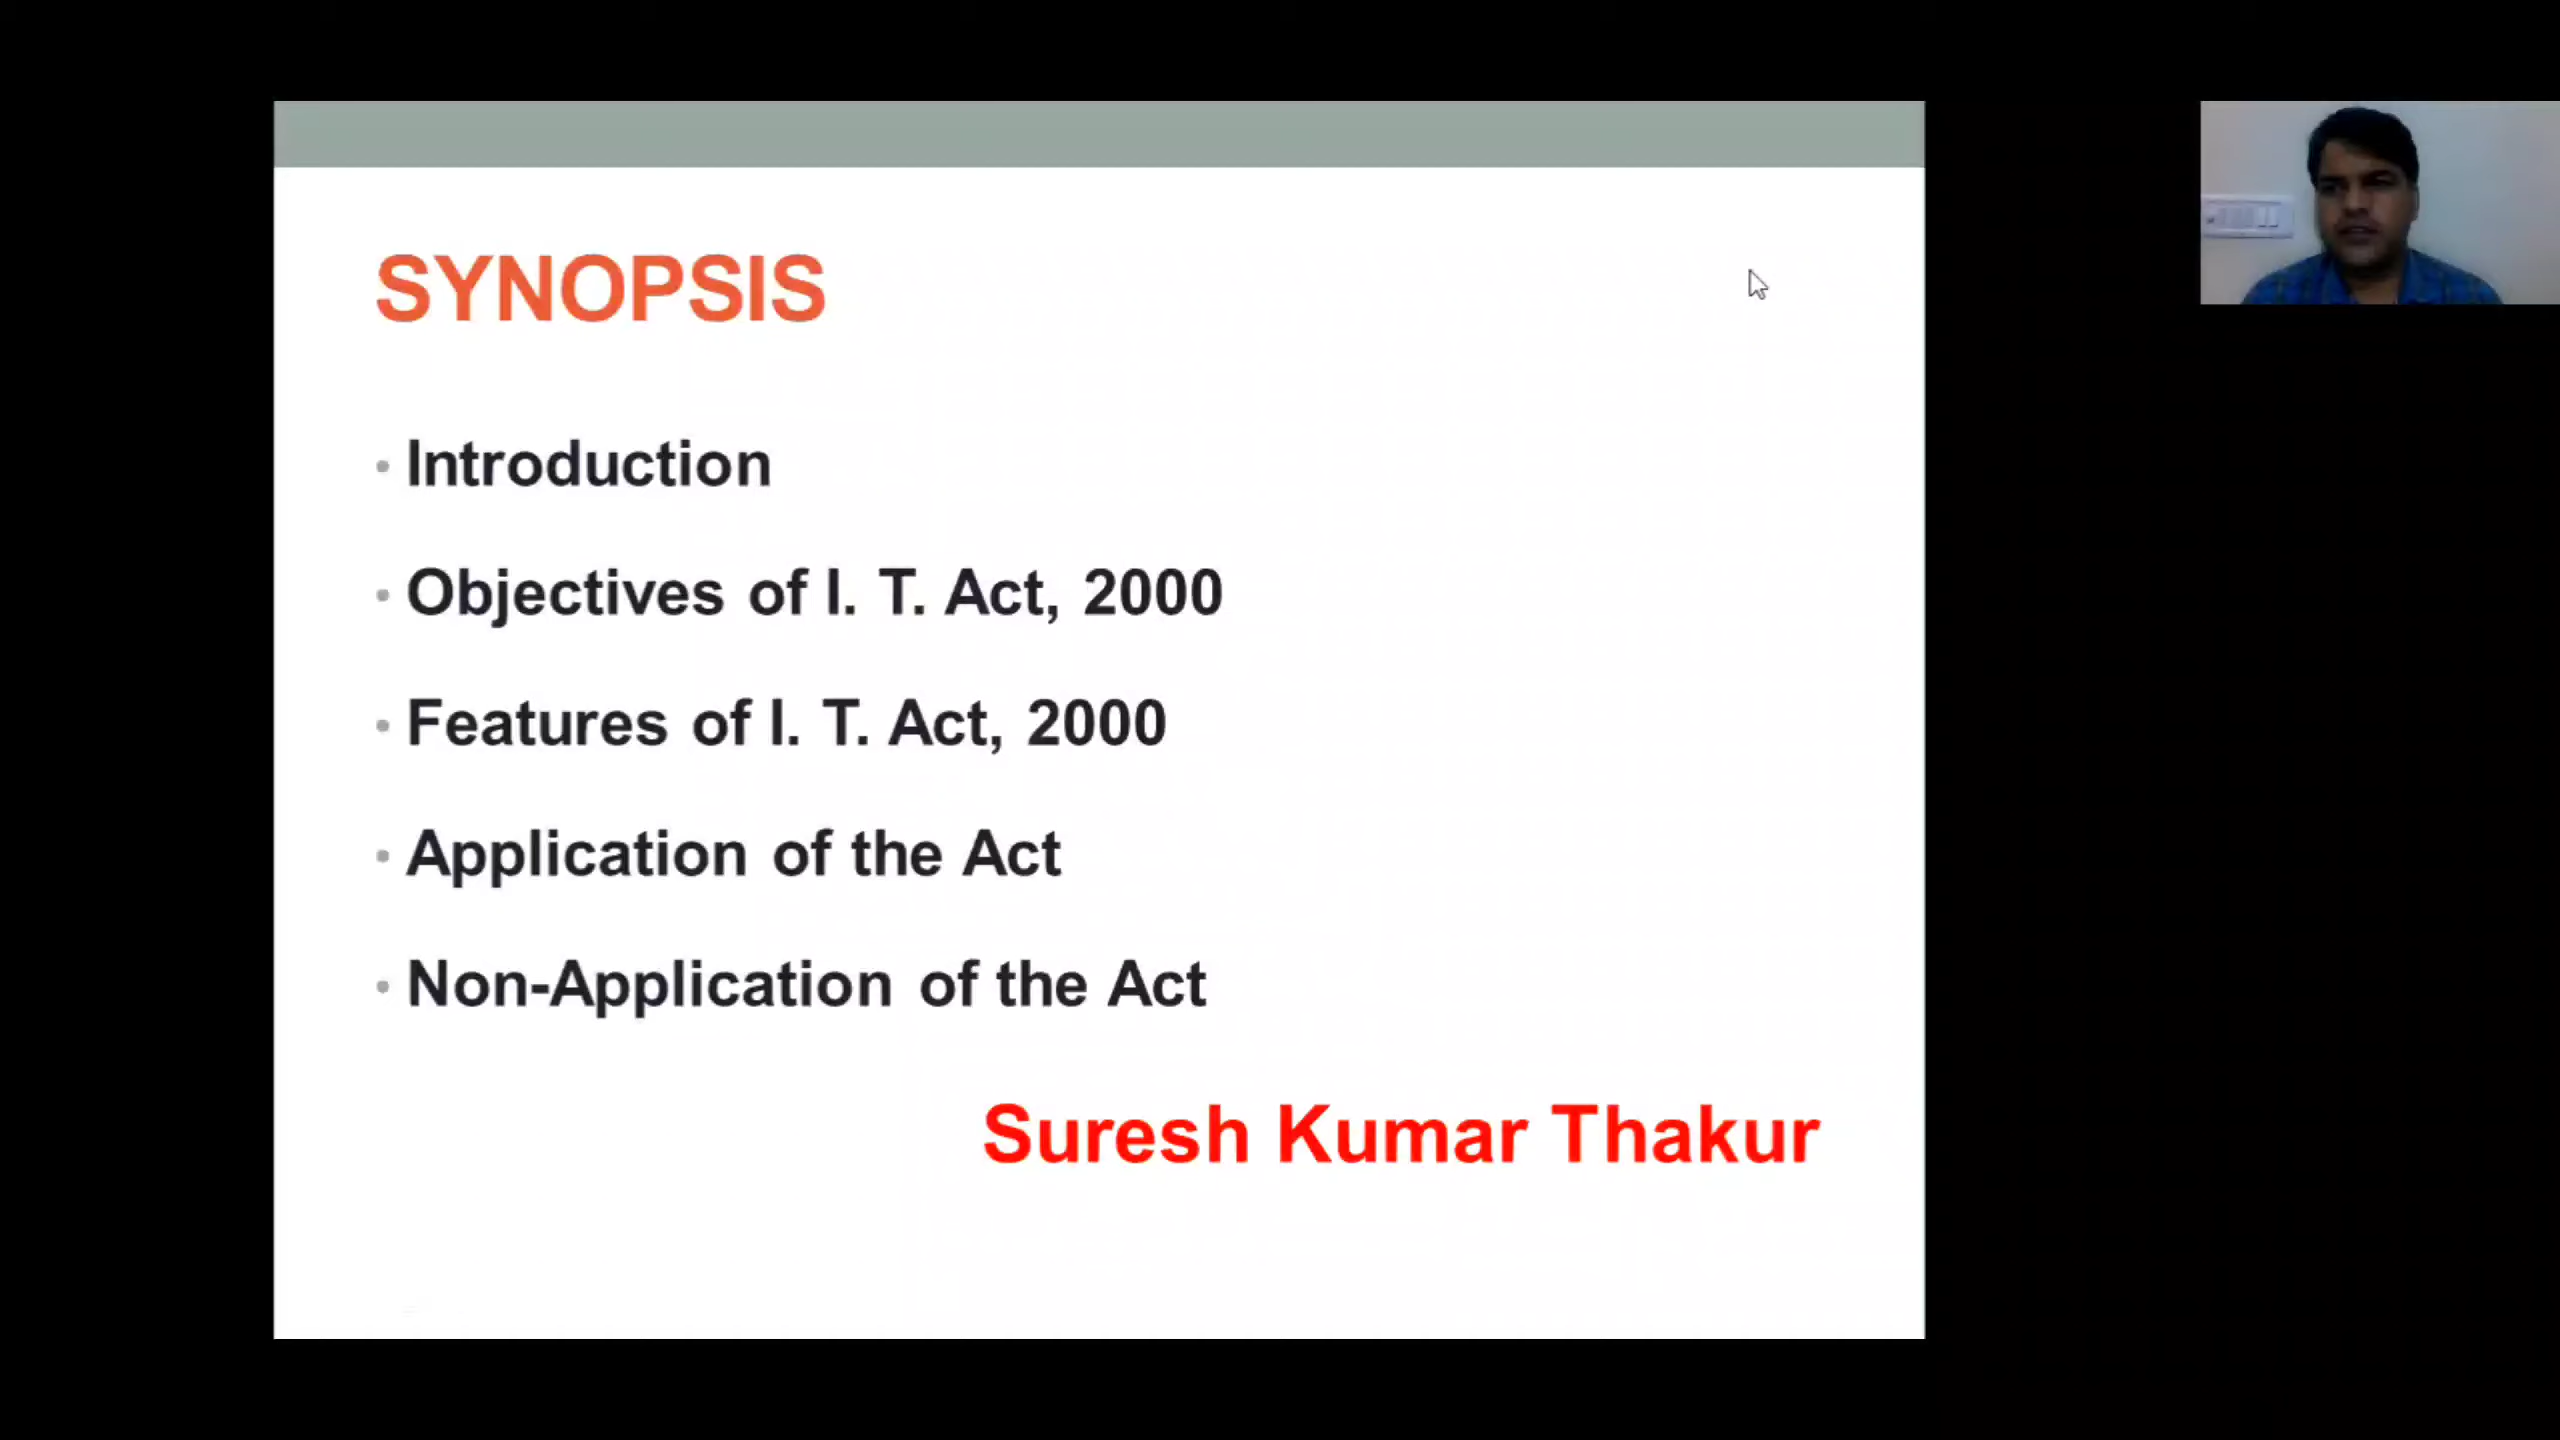 SYNOPSIS
• Introduction
• Objectives of I. T. Act, 2000
• Features of I. T. Act, 2000
• Application of the Act
• Non-Application of the Act
Suresh Kumar Thakur